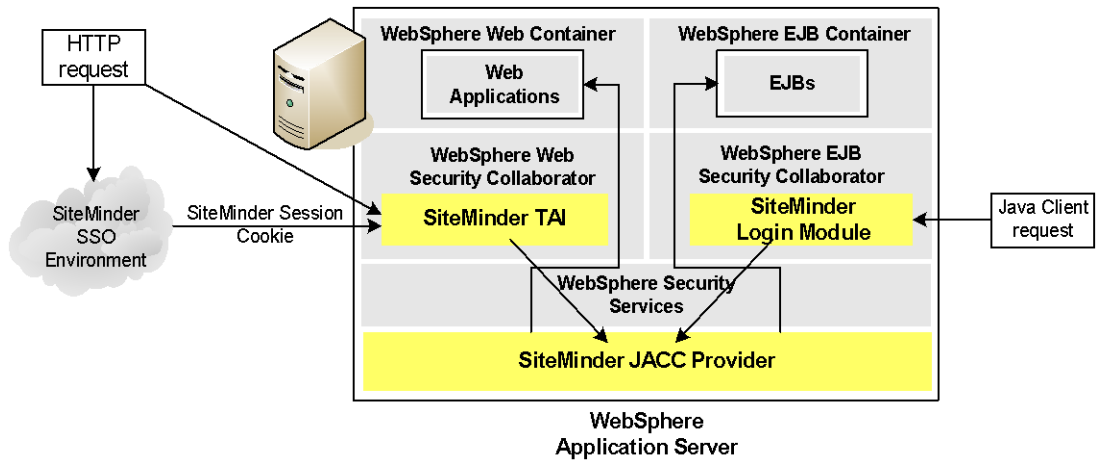 HTTP
request
SiteMinder
SSO
Environment
SiteMinder Session
Cookie
WebSphere Web Container
Web
Applications
WebSphere EJB Container
EJBs
WebSphere Web
Security Collaborator
SiteMinder TAI
WebSphere EJB
Security Collaborator
SiteMinder
Login Module
Java Client
request
WebSphere Security
Services
SiteMinder JACC Provider
WebSphere
Application Server